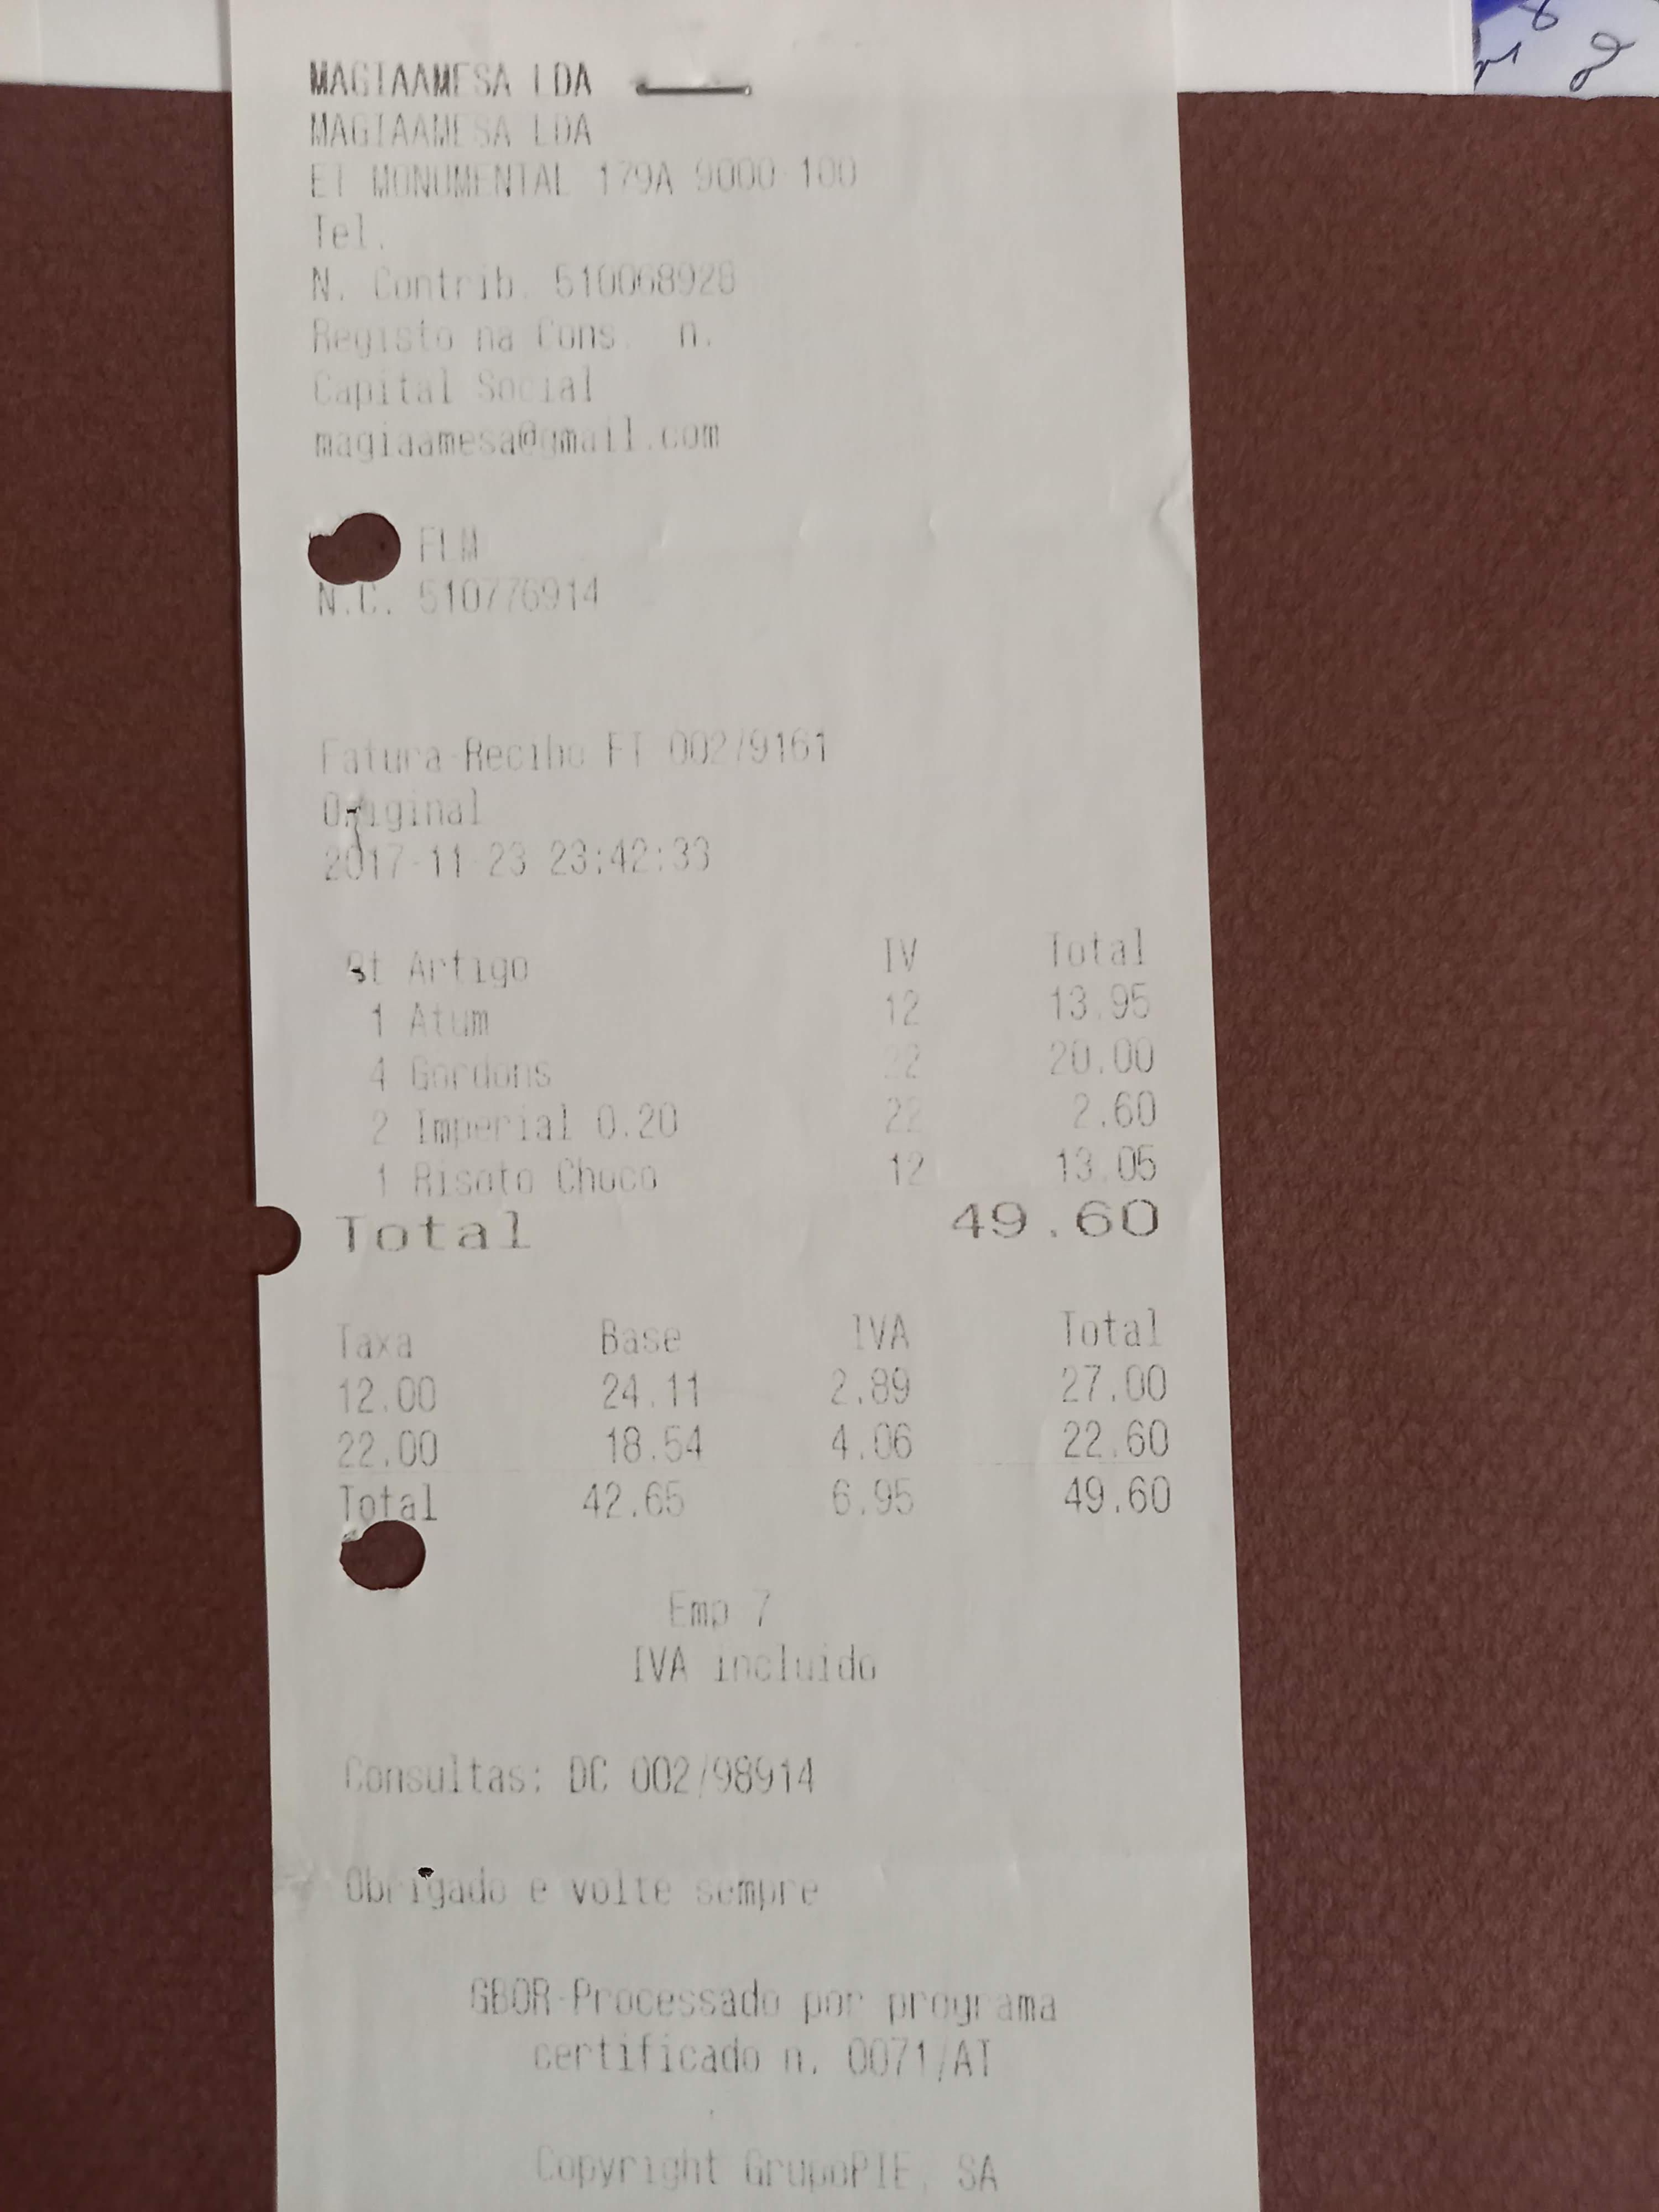 MAGIAAMESA LDA
MAGIAAMESA LDA
ET MONUMENTAL 179A 9000-100
Tel.
N. Contrib. 510068928
Registo na Cons. n.
Capital Social
magiaamesa@gmail.com
FLM
N.C. 510776914
Fatura-Recibo FT 002/9161
Original
2017-11-23 23:42:33
Qt Artigo IV Total
1 Atum 12 13.95
4 Gordons 22 20.00
2 Imperial 0.20 22 2.60
1 Risoto Choco 12 13.05
Total 49.60
Taxa Base IVA Total
12.00 24.11 2.89 27.00
22.00 18.54 4.06 22.60
Total 42.65 6.95 49.60
Emp 7
IVA incluido
Consultas: DC 002/98914
Obrigado e volte sempre
GBOR-Processado por programa
certificado n. 0071/AT
Copyright GrupoPIE, SA